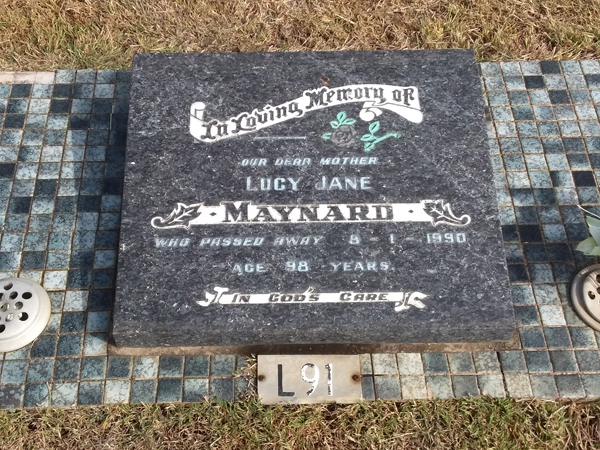 In Loving Memory of
OUR DEAR MOTHER
LUCY JANE
MAYNARD
WHO PASSED AWAY 8-1-1990
AGE 98 YEARS.
IN GOD'S CARE
L91